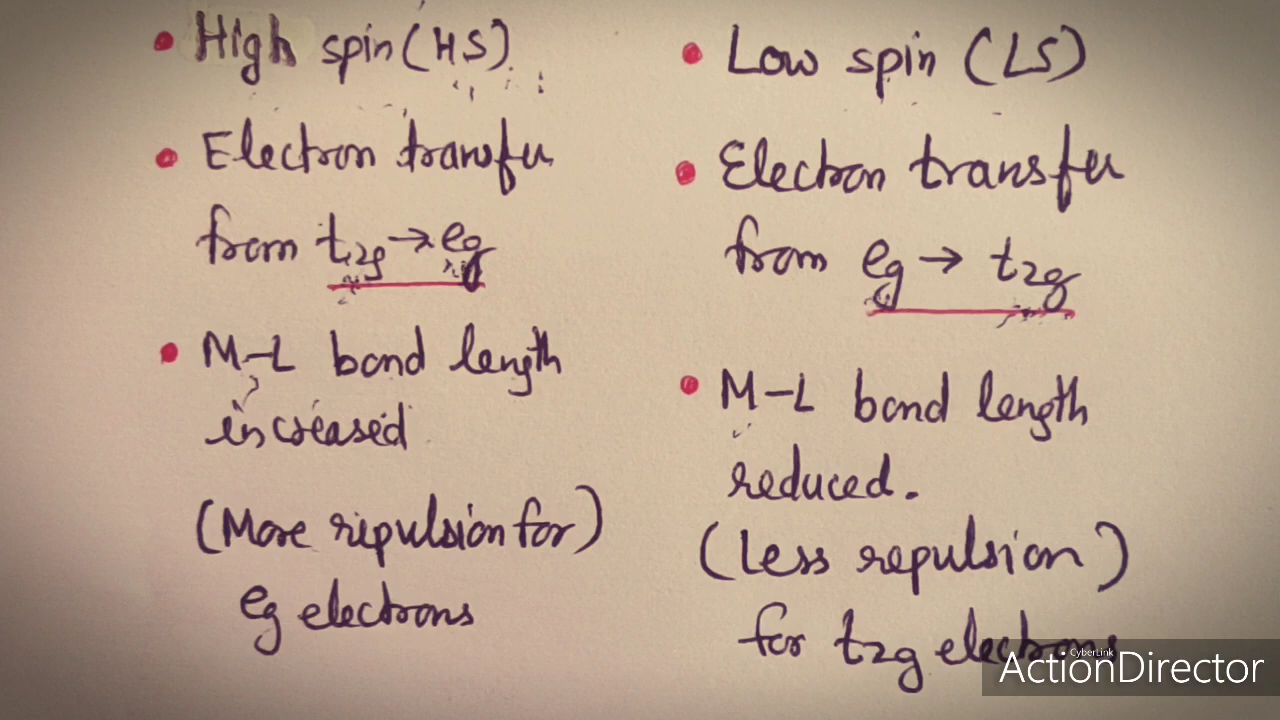 • High spin (HS)
• Electron transfer
from t2g → eg
• M-L bond length
increased
(More repulsion for)
eg electrons
• Low spin (LS)
• Electron transfer
from eg → t2g
• M-L bond length
reduced.
(Less repulsion)
for t2g electrons
CyberLink
ActionDirector